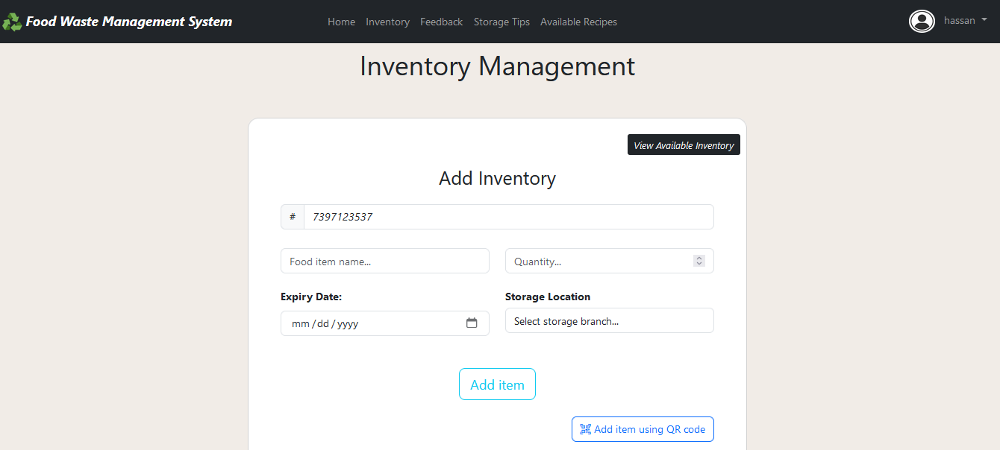 Food Waste Management System Home Inventory Feedback Storage Tips Available Recipes hassan
Inventory Management
View Available Inventory
Add Inventory
# 7397123537
Food item name... Quantity...
Expiry Date: Storage Location
mm/dd/yyyy Select storage branch...
Add item
Add item using QR code